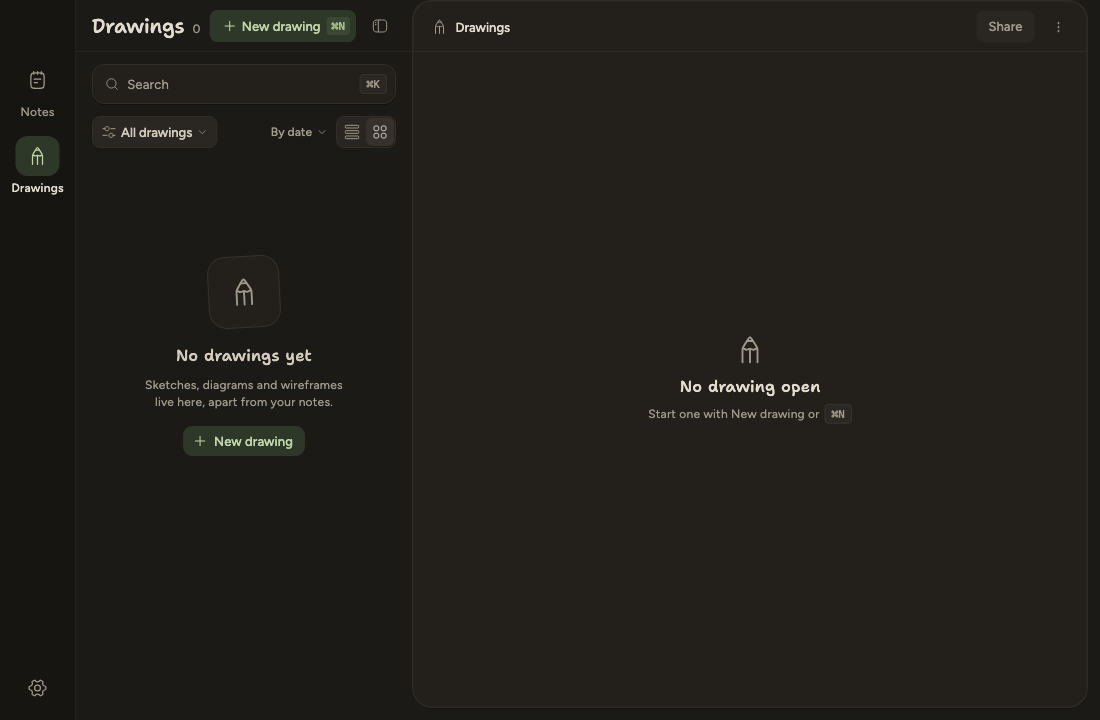 Drawings 0
New drawing ⌘N
Drawings
Share
Search ⌘K
Notes
All drawings
By date
Drawings
No drawings yet
Sketches, diagrams and wireframes
live here, apart from your notes.
New drawing
No drawing open
Start one with New drawing or ⌘N